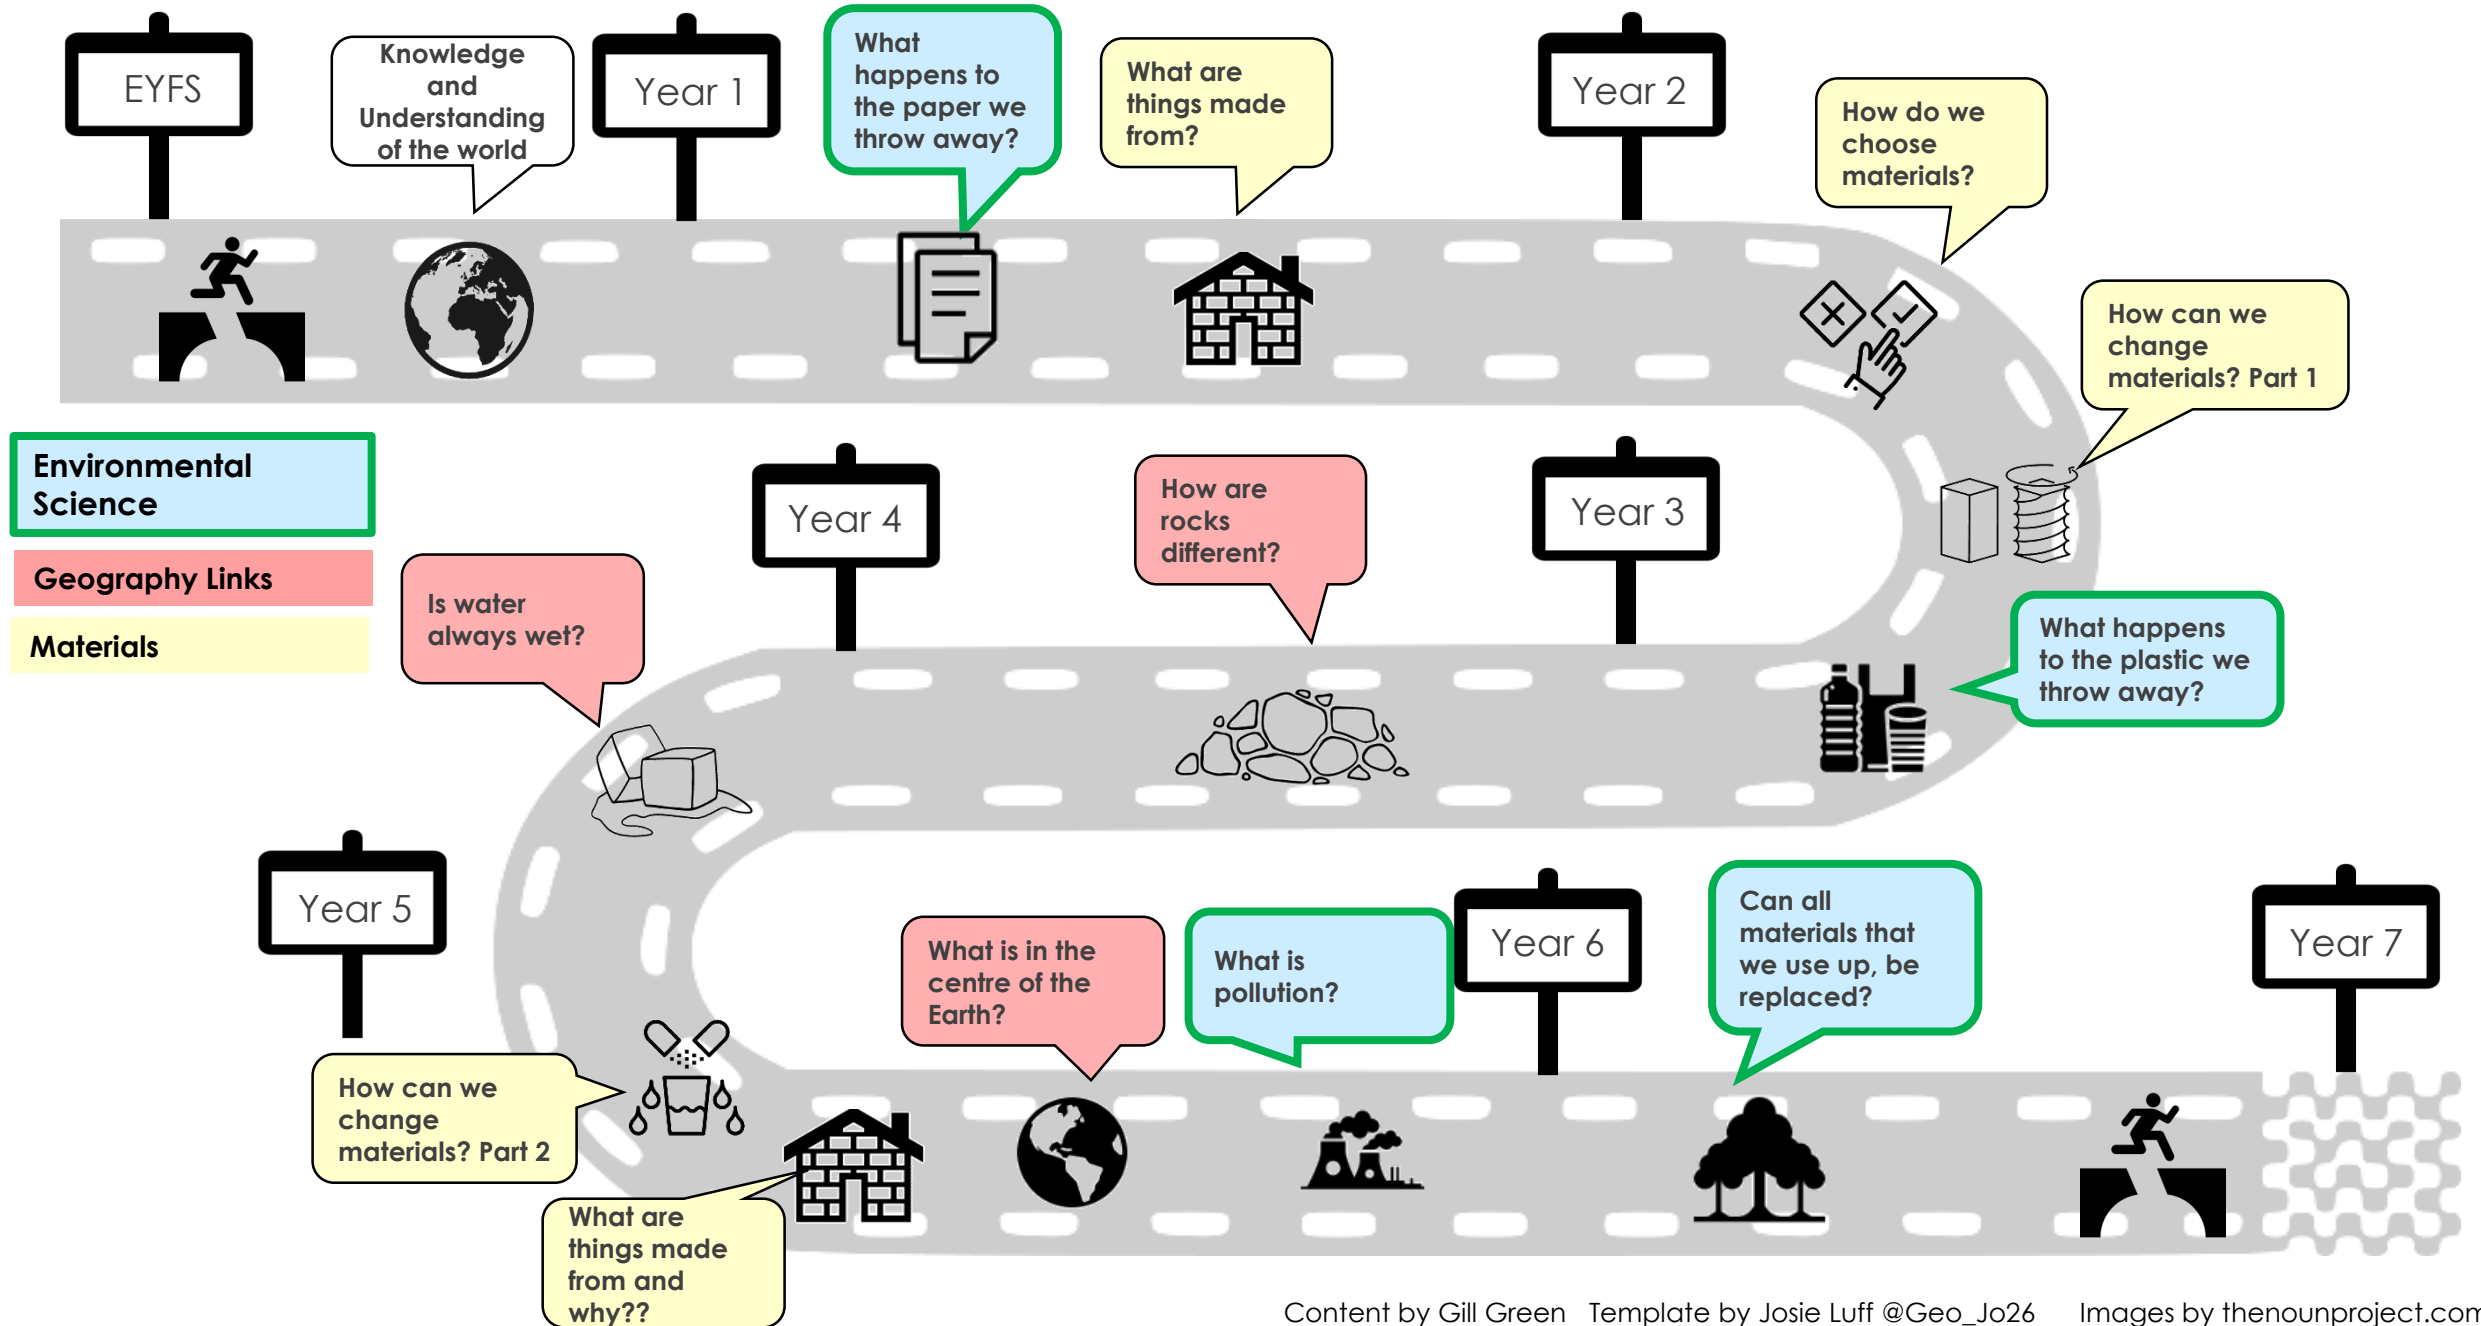 EYFS
Knowledge
and
Understanding
of the world
Year 1
What
happens to
the paper we
throw away?
What are
things made
from?
Year 2
How do we
choose
materials?
How can we
change
materials? Part 1
Environmental
Science
Geography Links
Materials
What happens
to the plastic we
throw away?
Year 3
How are
rocks
different?
Year 4
Is water
always wet?
Year 5
How can we
change
materials? Part 2
What are
things made
from and
why??
What is in the
centre of the
Earth?
What is
pollution?
Year 6
Can all
materials that
we use up, be
replaced?
Year 7
Content by Gill Green Template by Josie Luff @Geo_Jo26 Images by thenounproject.com